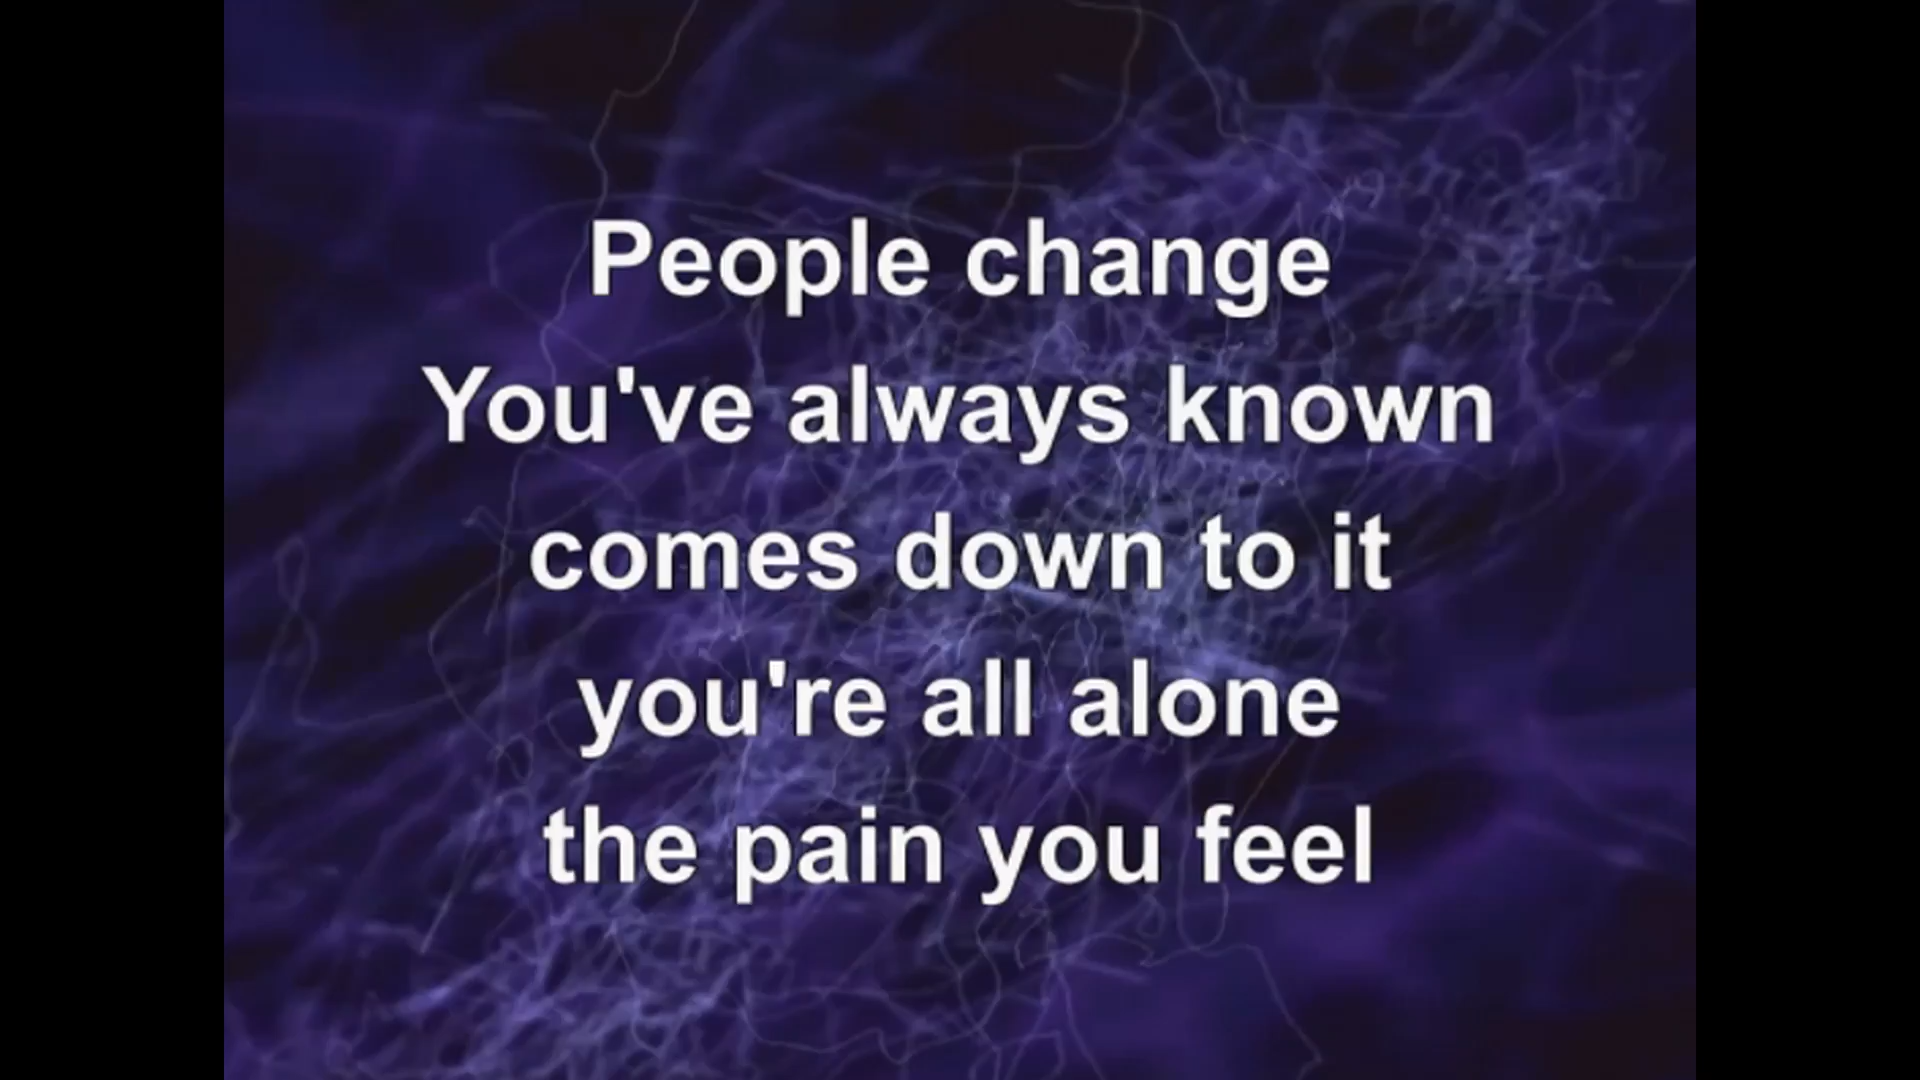 People change
You've always known
comes down to it
you're all alone
the pain you feel